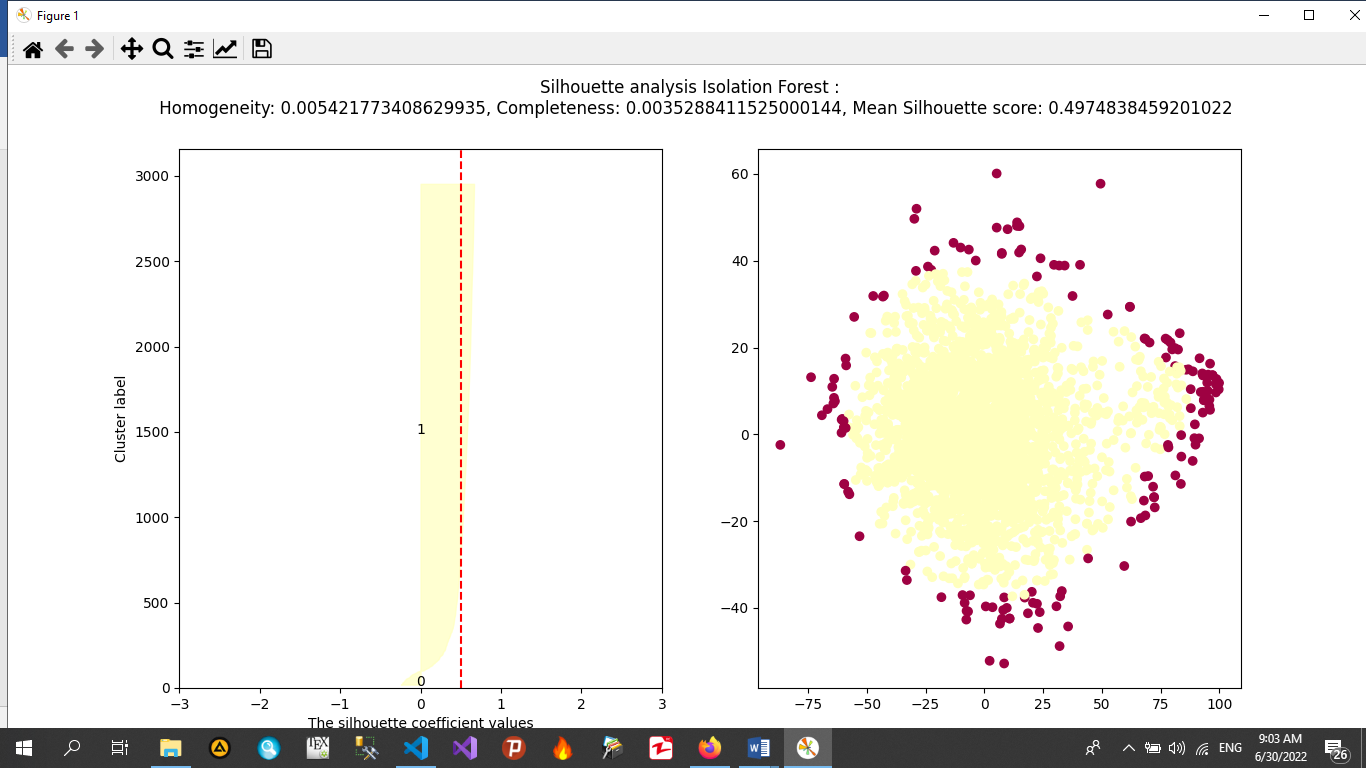 Figure 1
Silhouette analysis Isolation Forest :
Homogeneity: 0.005421773408629935, Completeness: 0.0035288411525000144, Mean Silhouette score: 0.4974838459201022
3000
2500
2000
1500
1000
500
0
Cluster label
1
0
−3 −2 −1 0 1 2 3
The silhouette coefficient values
60
40
20
0
−20
−40
−75 −50 −25 0 25 50 75 100
TEX
ENG
9:03 AM
6/30/2022
26